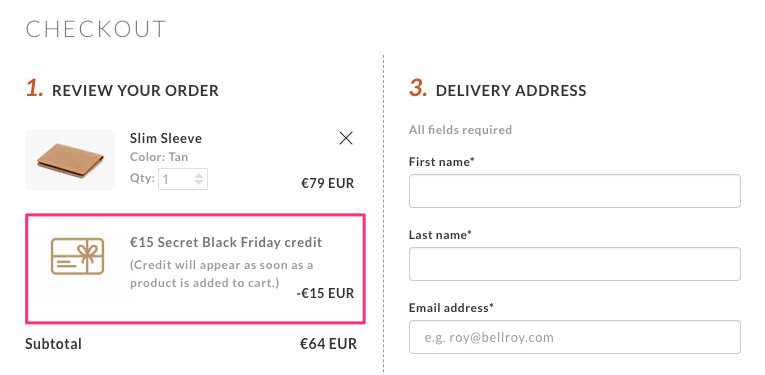 CHECKOUT
1. REVIEW YOUR ORDER
Slim Sleeve
Color: Tan
Qty: 1
€79 EUR
€15 Secret Black Friday credit
(Credit will appear as soon as a
product is added to cart.)
-€15 EUR
Subtotal €64 EUR
3. DELIVERY ADDRESS
All fields required
First name*
Last name*
Email address*
e.g. roy@bellroy.com